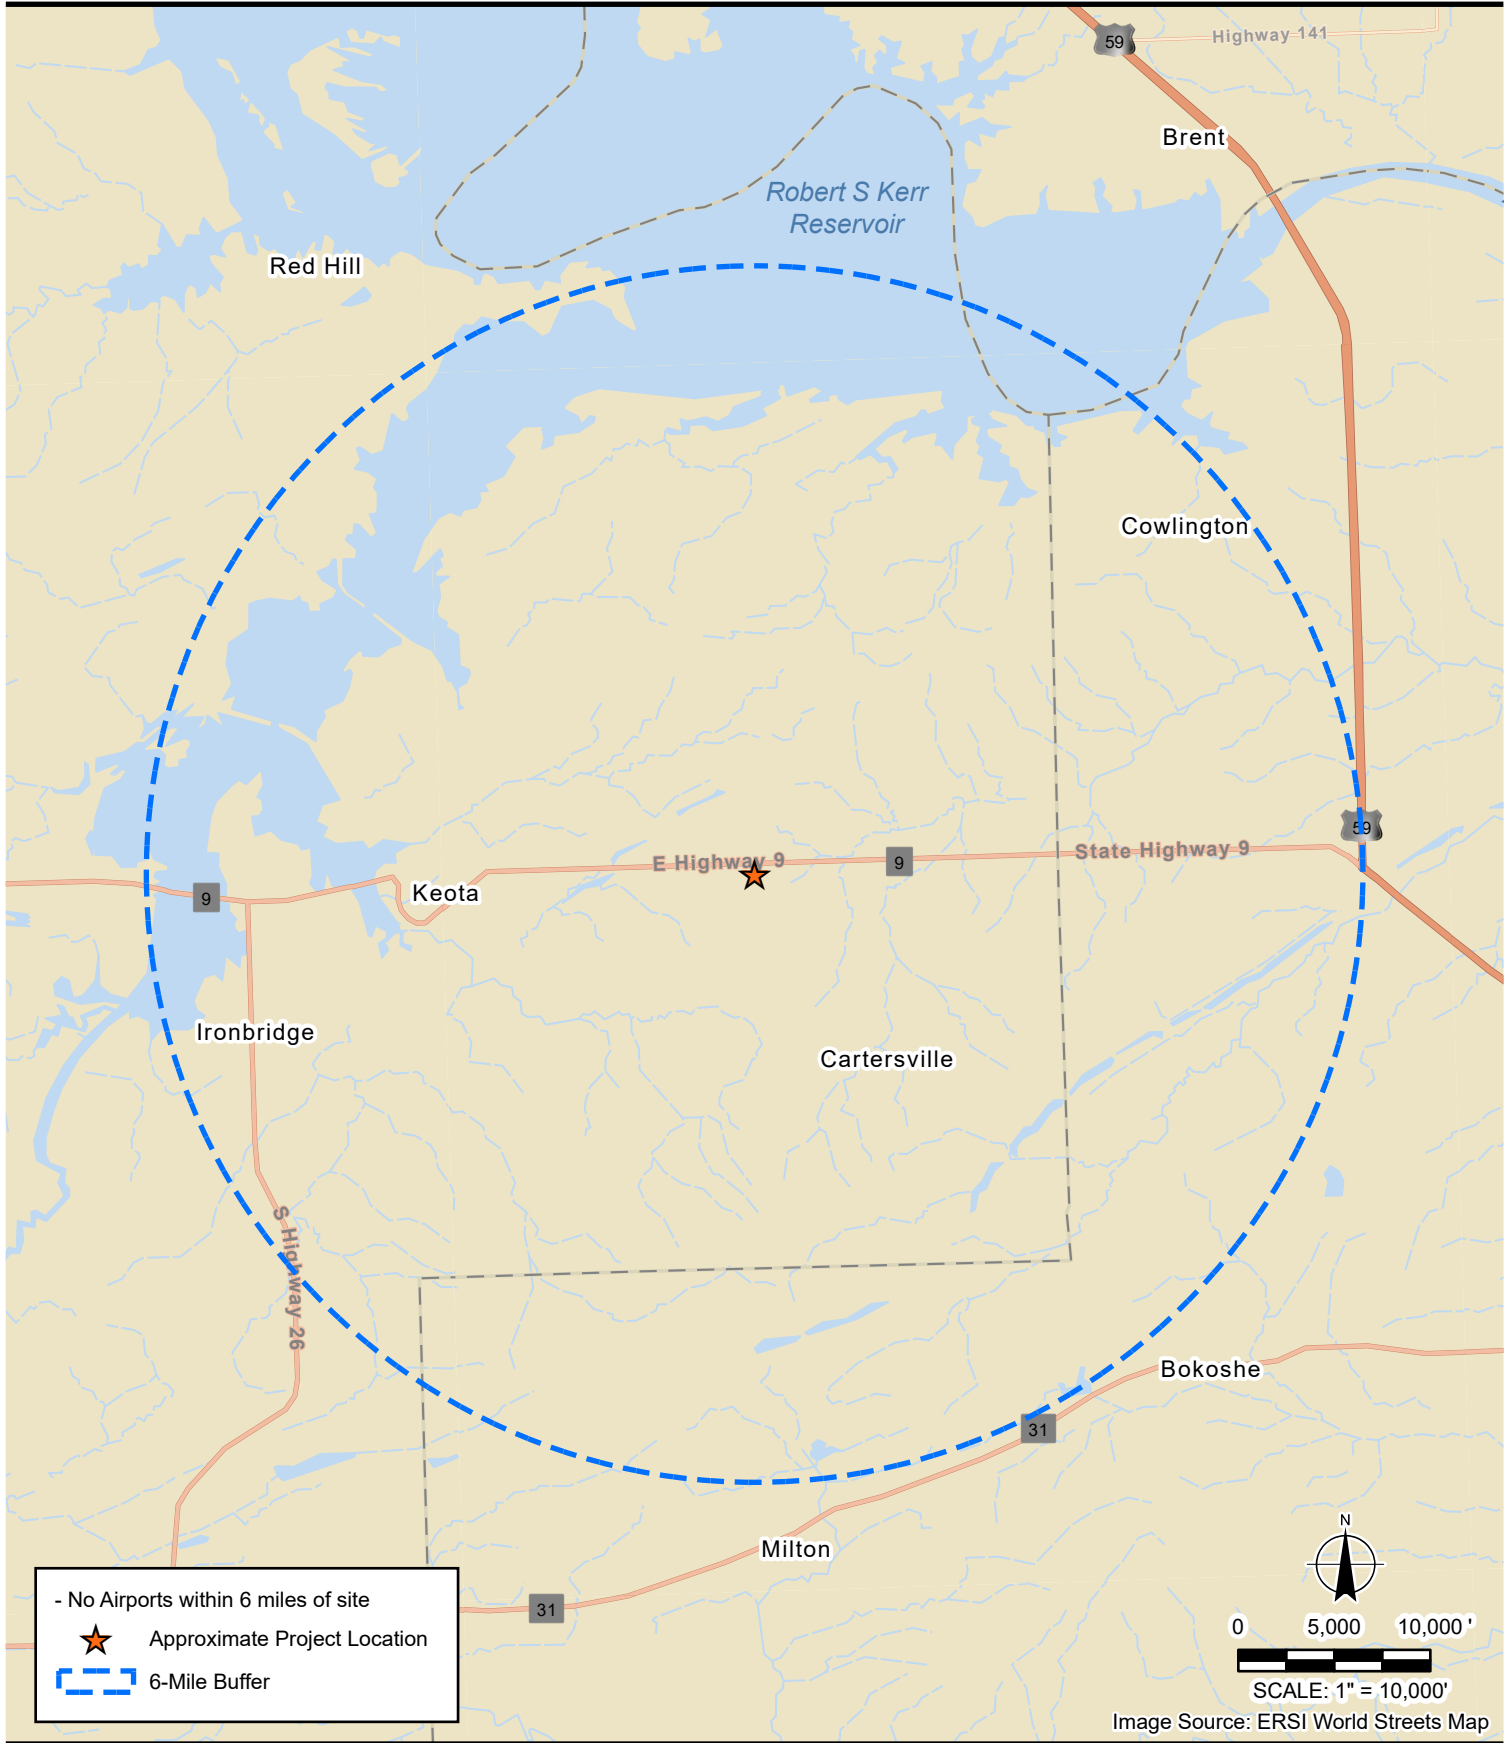 59
Highway 141
Brent
Robert S Kerr
Reservoir
Red Hill
Cowlington
59
E Highway 9
9
State Highway 9
9
Keota
Ironbridge
Cartersville
S Highway 26
Bokoshe
31
Milton
31
- No Airports within 6 miles of site
Approximate Project Location
6-Mile Buffer
N
0 5,000 10,000 '
SCALE: 1" = 10,000'
Image Source: ERSI World Streets Map